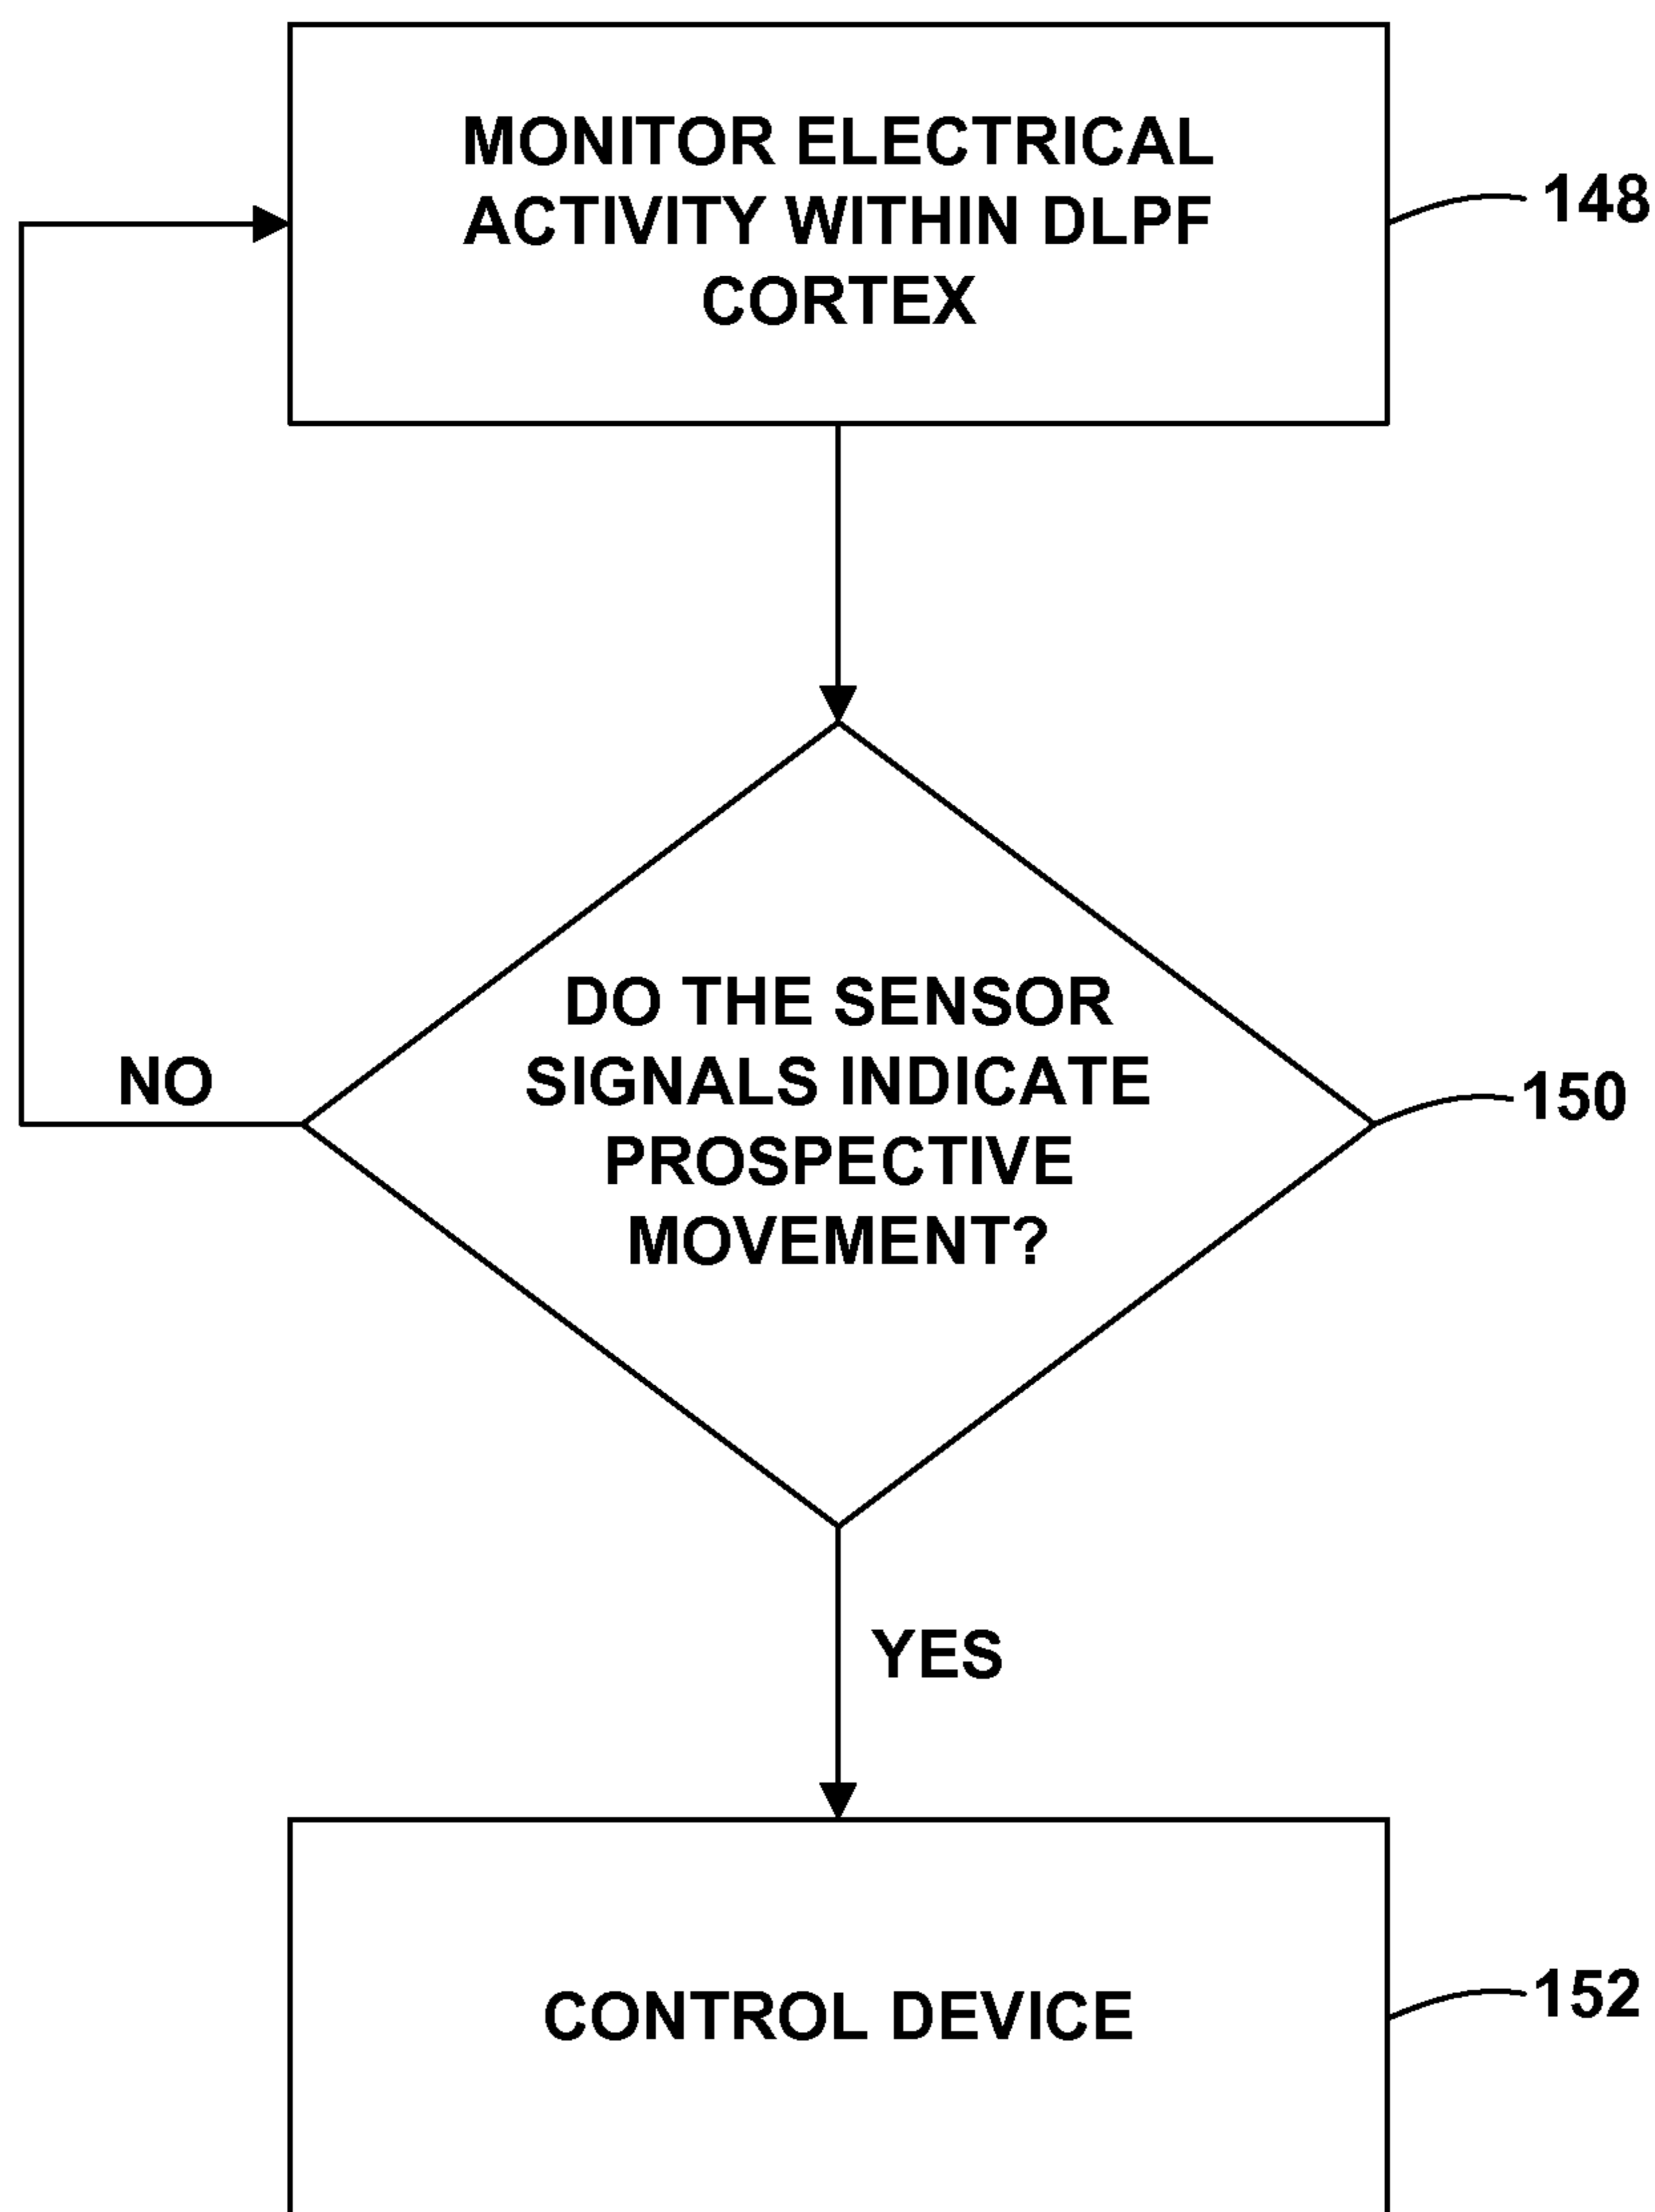 MONITOR ELECTRICAL
ACTIVITY WITHIN DLPF
CORTEX
148
DO THE SENSOR
SIGNALS INDICATE
PROSPECTIVE
MOVEMENT?
NO
150
YES
CONTROL DEVICE
152